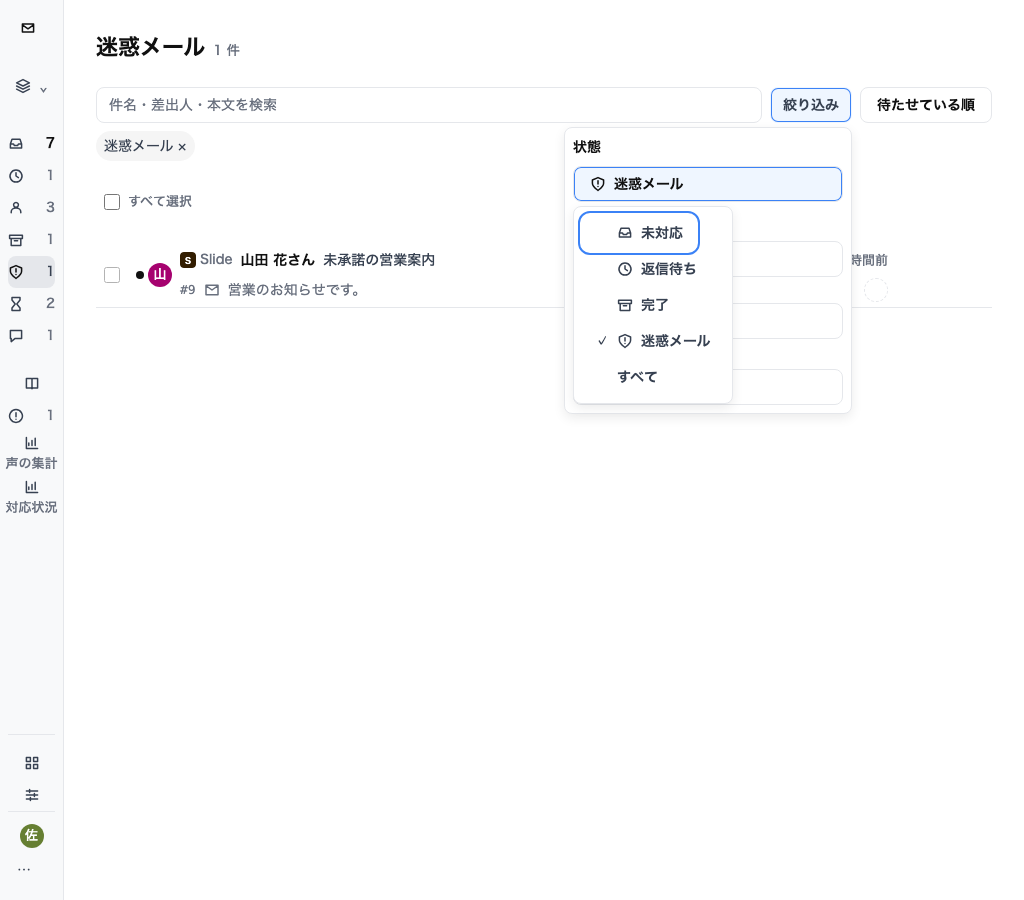 迷惑メール 1 件
件名・差出人・本文を検索
絞り込み
待たせている順
迷惑メール ×
状態
迷惑メール
未対応
返信待ち
完了
✓ 迷惑メール
すべて
すべて選択
山
s Slide 山田 花さん 未承諾の営業案内
時間前
#9 営業のお知らせです。
7
1
3
1
1
2
1
1
声の集計
対応状況
佐
…